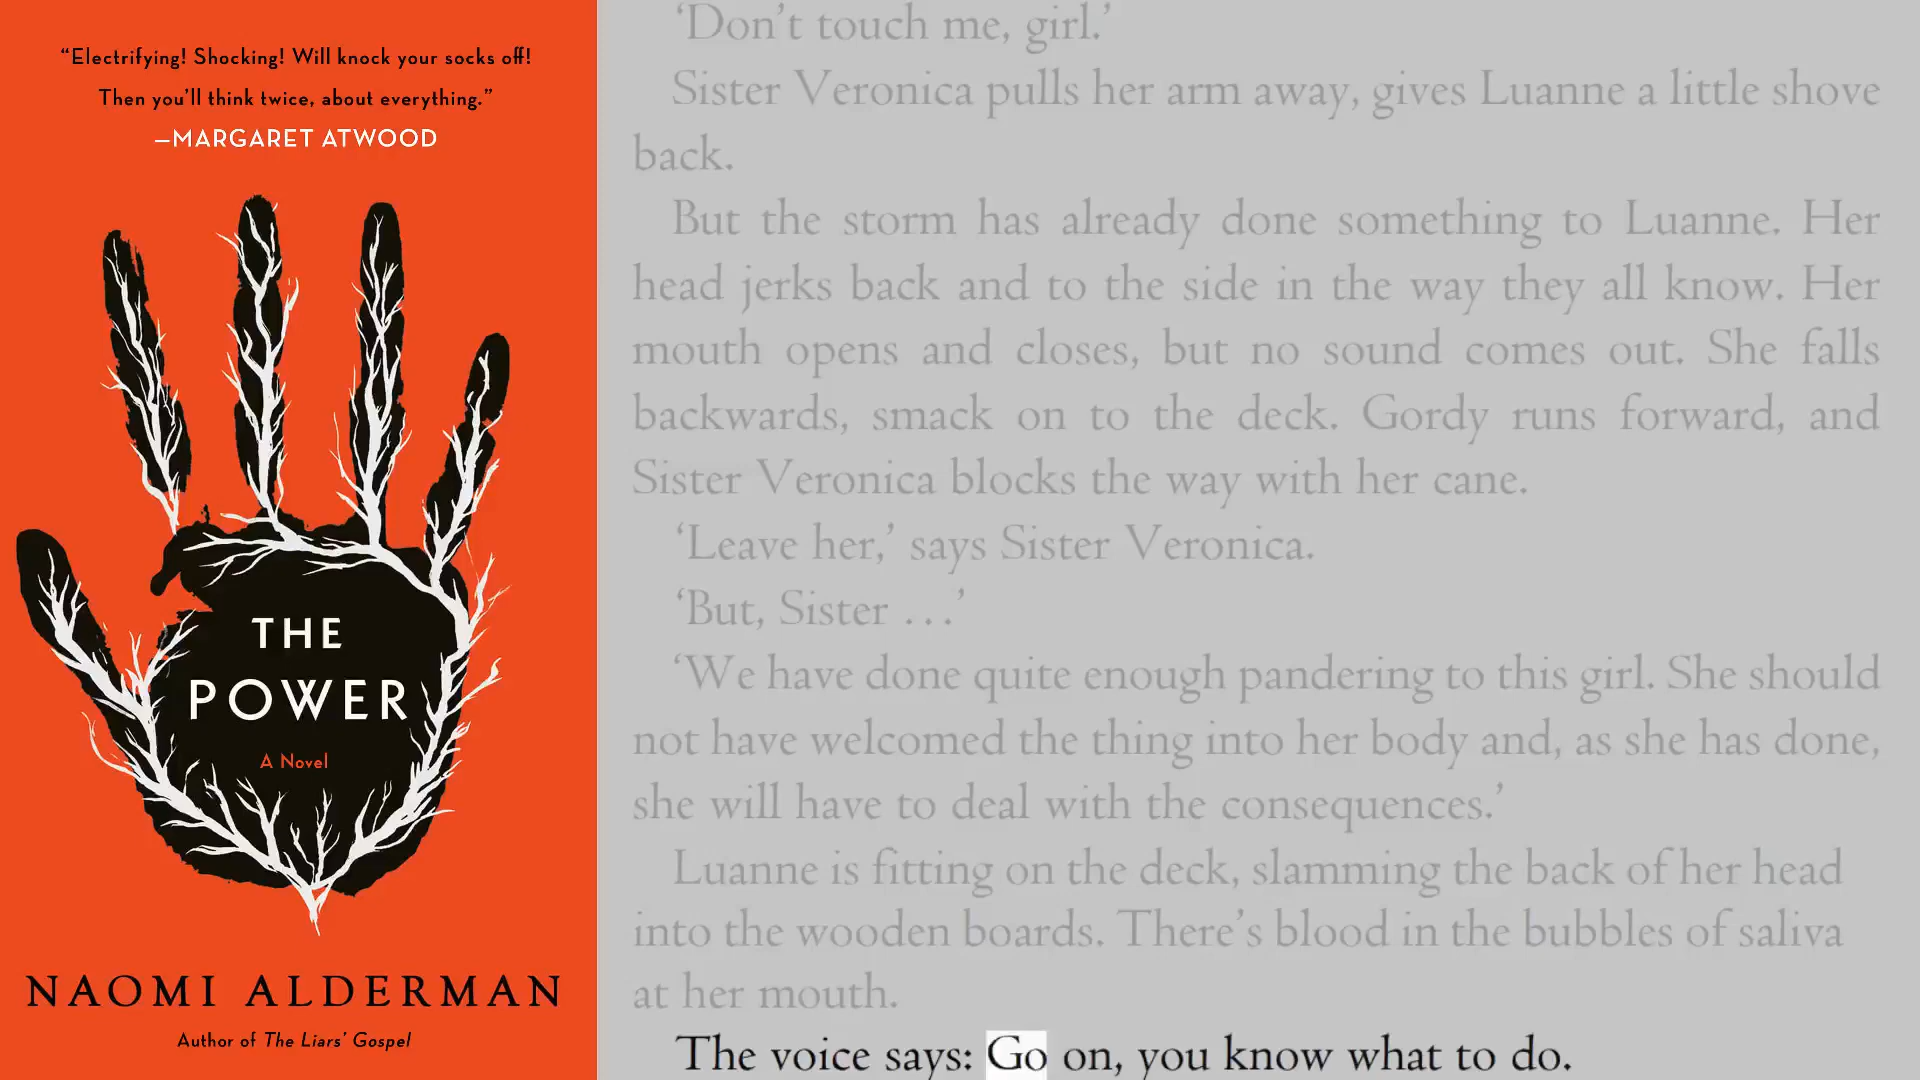 “Electrifying! Shocking! Will knock your socks off!
Then you’ll think twice, about everything.”
—MARGARET ATWOOD
THE
POWER
A Novel
NAOMI ALDERMAN
Author of The Liars’ Gospel
‘Don’t touch me, girl.’
Sister Veronica pulls her arm away, gives Luanne a little shove
back.
But the storm has already done something to Luanne. Her
head jerks back and to the side in the way they all know. Her
mouth opens and closes, but no sound comes out. She falls
backwards, smack on to the deck. Gordy runs forward, and
Sister Veronica blocks the way with her cane.
‘Leave her,’ says Sister Veronica.
‘But, Sister . . .’
‘We have done quite enough pandering to this girl. She should
not have welcomed the thing into her body and, as she has done,
she will have to deal with the consequences.’
Luanne is fitting on the deck, slamming the back of her head
into the wooden boards. There’s blood in the bubbles of saliva
at her mouth.
The voice says: Go on, you know what to do.